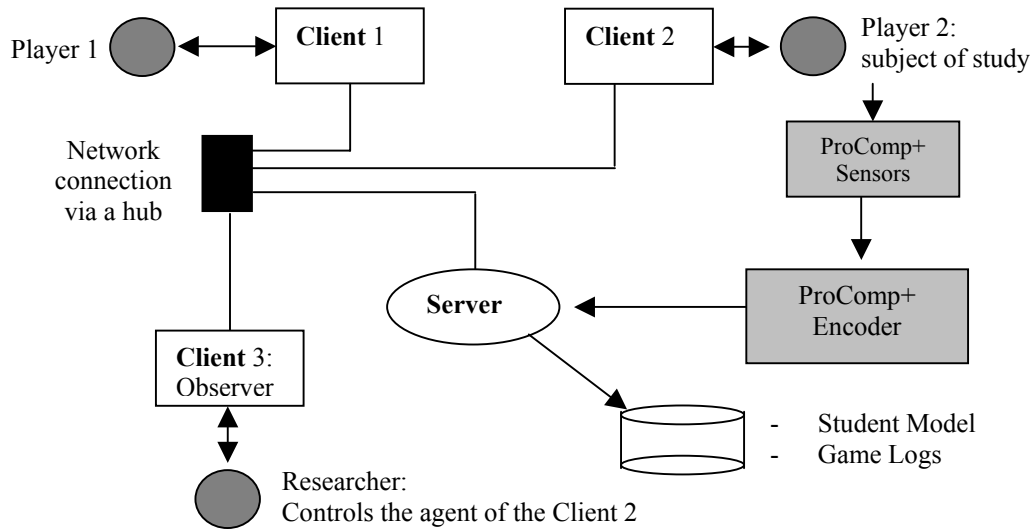 Player 1
Client 1
Client 2
Player 2:
subject of study
Network
connection
via a hub
ProComp+
Sensors
Server
ProComp+
Encoder
Client 3:
Observer
- Student Model
- Game Logs
Researcher:
Controls the agent of the Client 2